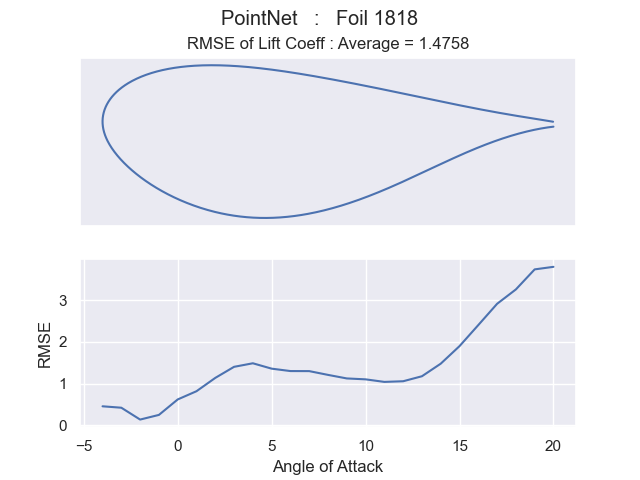 PointNet : Foil 1818
RMSE of Lift Coeff : Average = 1.4758
RMSE
3
2
1
0
−5 0 5 10 15 20
Angle of Attack